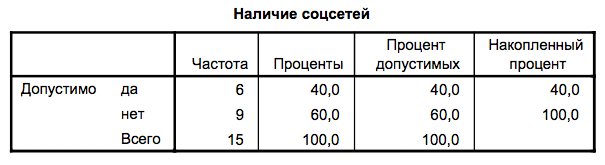 Наличие соцсетей
Частота Проценты Процент допустимых Накопленный процент
Допустимо да 6 40,0 40,0 40,0
нет 9 60,0 60,0 100,0
Всего 15 100,0 100,0